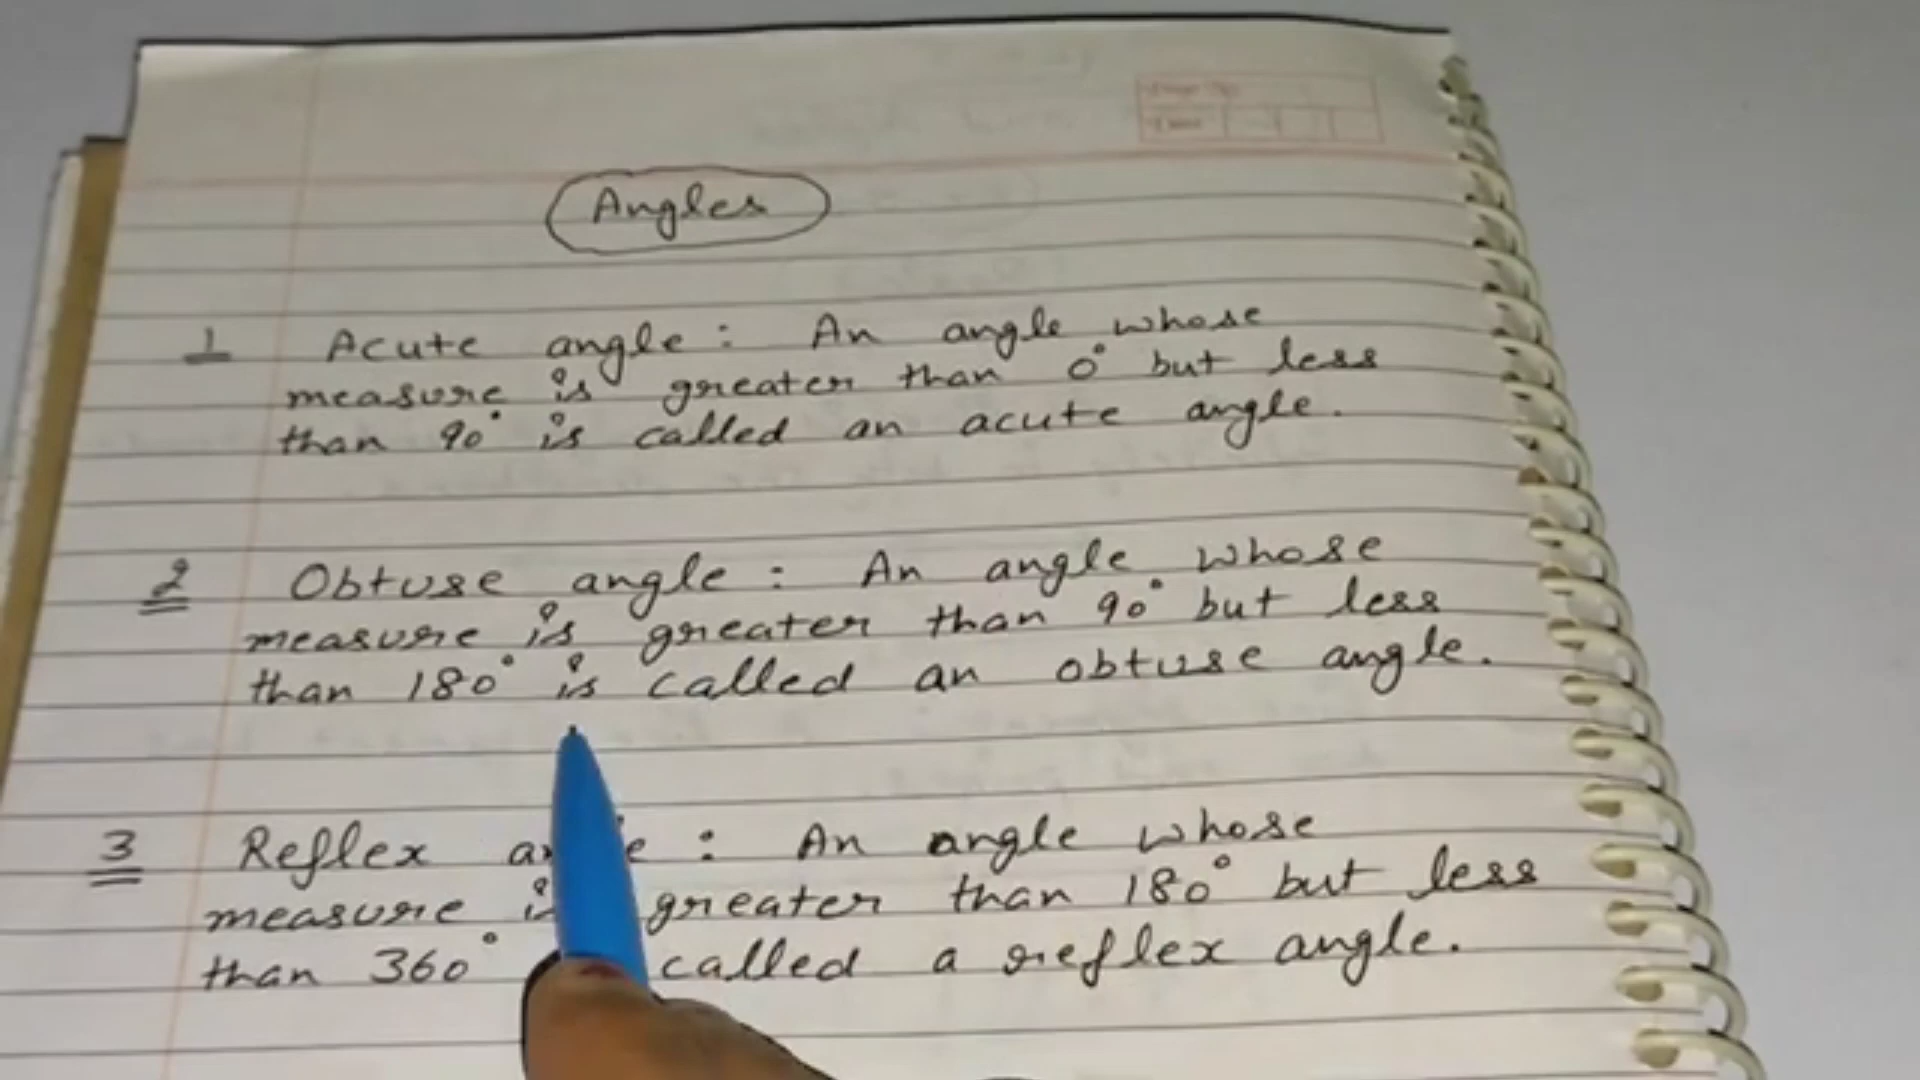 Angles
1 Acute angle : An angle whose
measure is greater than 0° but less
than 90° is called an acute angle.
2 Obtuse angle : An angle whose
measure is greater than 90° but less
than 180° is called an obtuse angle.
3 Reflex : An angle whose
measure greater than 180° but less
than 360° called a reflex angle.